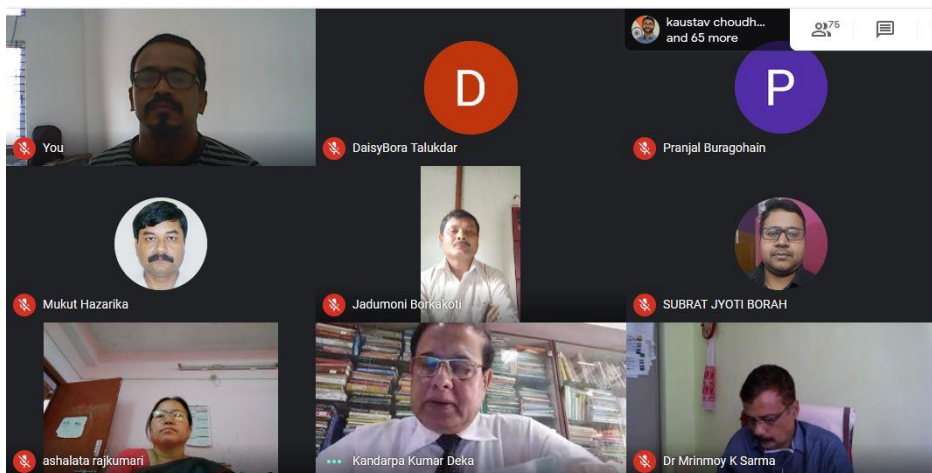 kaustav choudh...
and 65 more
75
D
P
You
DaisyBora Talukdar
Pranjal Buragohain
Mukut Hazarika
Jadumoni Borkakoti
SUBRAT JYOTI BORAH
ashalata rajkumari
Kandarpa Kumar Deka
Dr Mrinmoy K Sarma